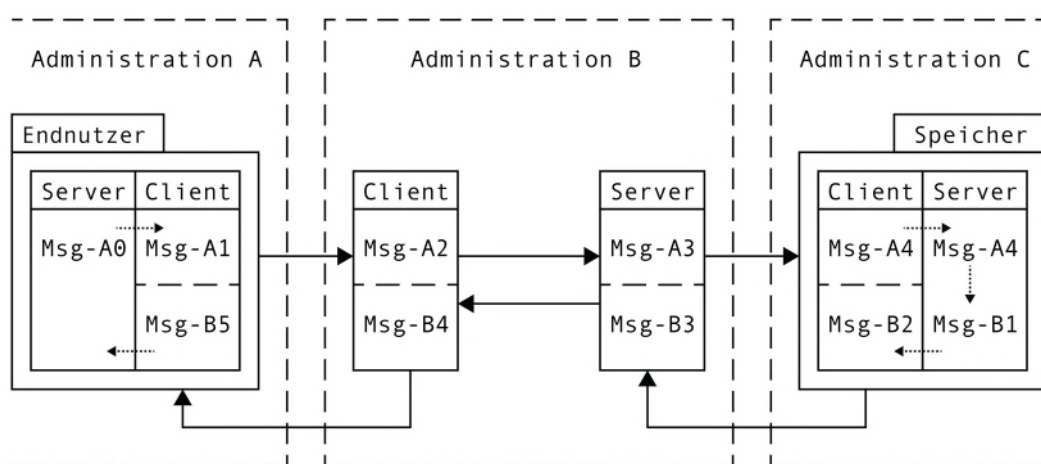 Administration A
Administration B
Administration C
Endnutzer
Speicher
Server Client
Client
Server
Client Server
Msg-A0 Msg-A1
Msg-A2
Msg-A3
Msg-A4 Msg-A4
Msg-B5
Msg-B4
Msg-B3
Msg-B2 Msg-B1